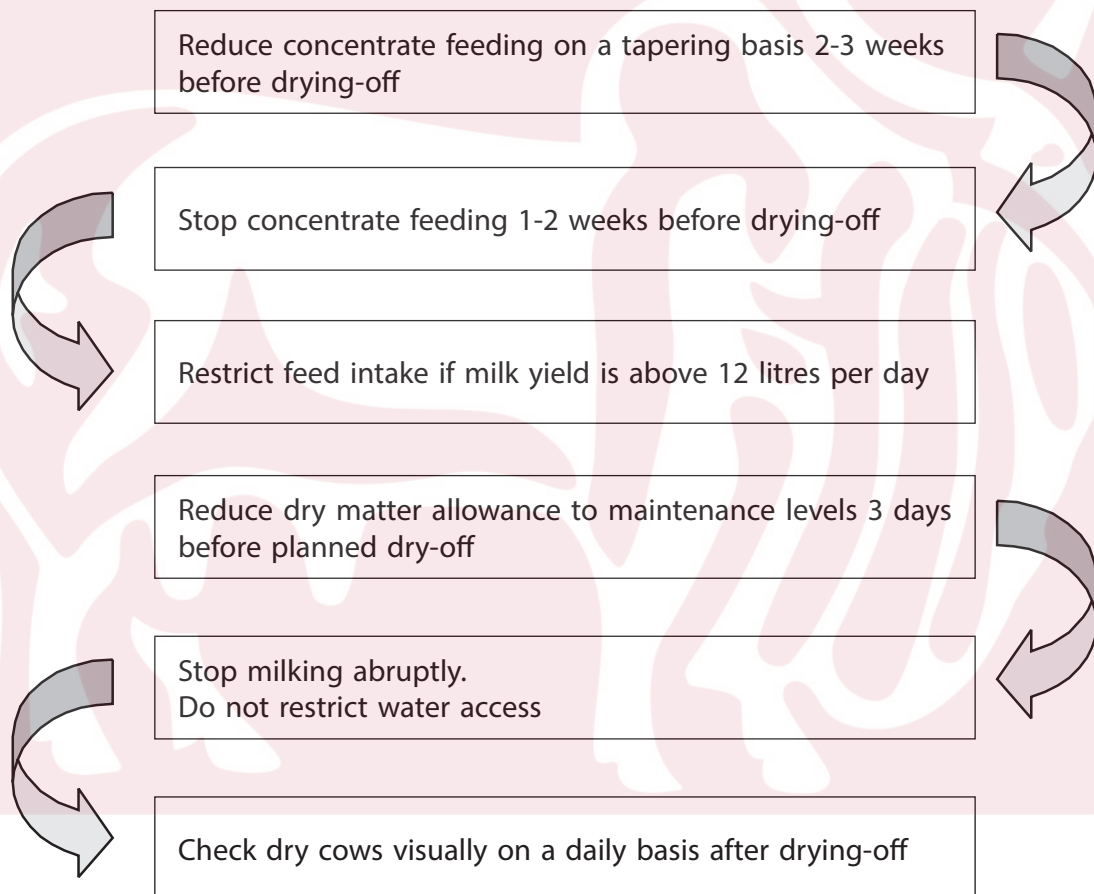 Reduce concentrate feeding on a tapering basis 2-3 weeks
before drying-off
Stop concentrate feeding 1-2 weeks before drying-off
Restrict feed intake if milk yield is above 12 litres per day
Reduce dry matter allowance to maintenance levels 3 days
before planned dry-off
Stop milking abruptly.
Do not restrict water access
Check dry cows visually on a daily basis after drying-off